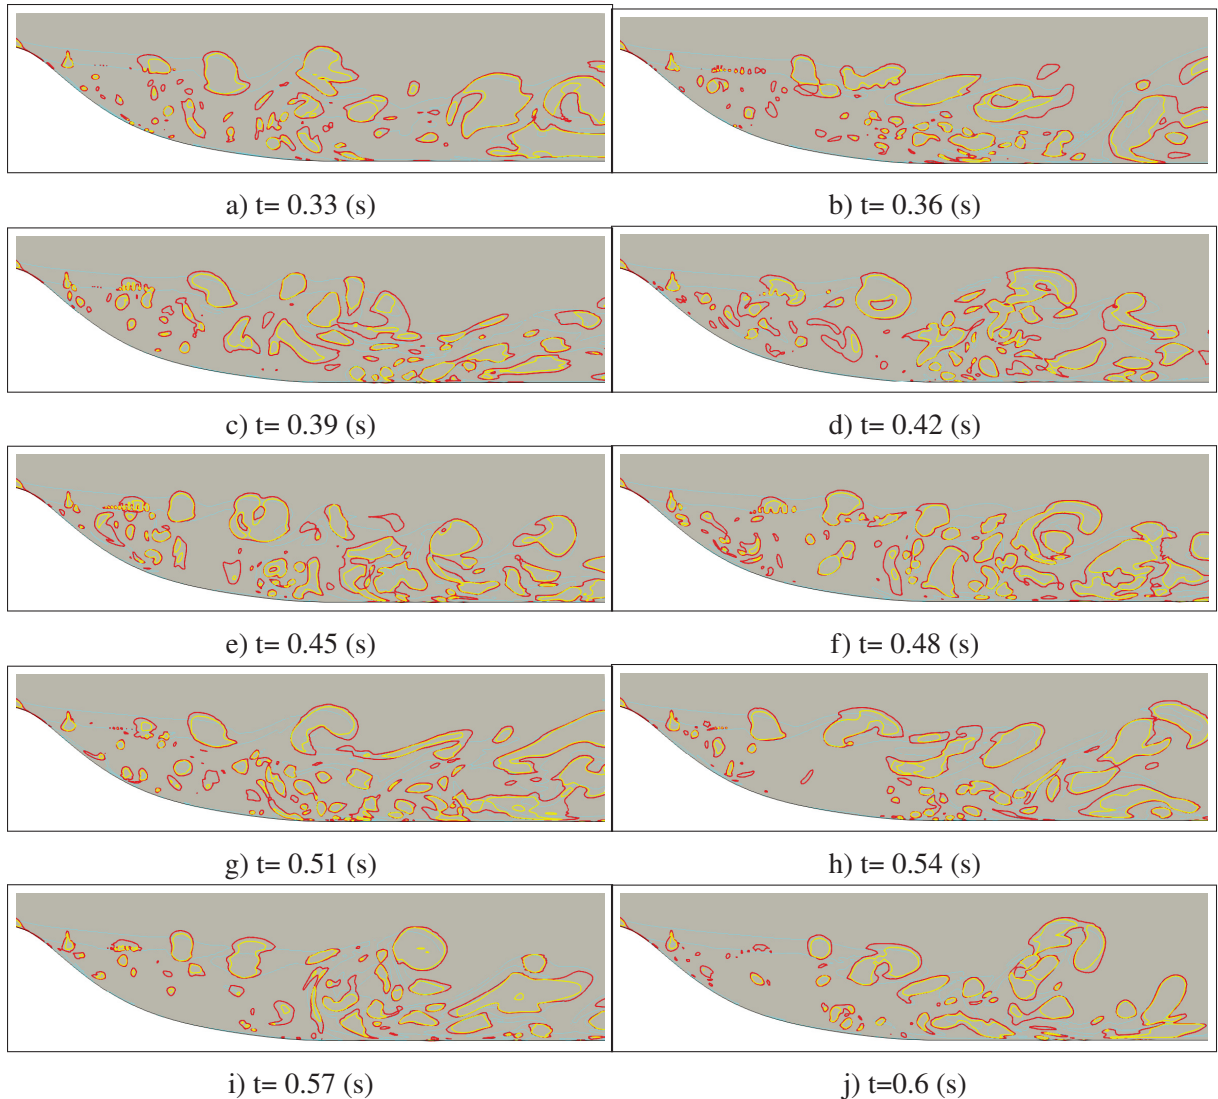 a) t= 0.33 (s)
b) t= 0.36 (s)
c) t= 0.39 (s)
d) t= 0.42 (s)
e) t= 0.45 (s)
f) t= 0.48 (s)
g) t= 0.51 (s)
h) t= 0.54 (s)
i) t= 0.57 (s)
j) t=0.6 (s)